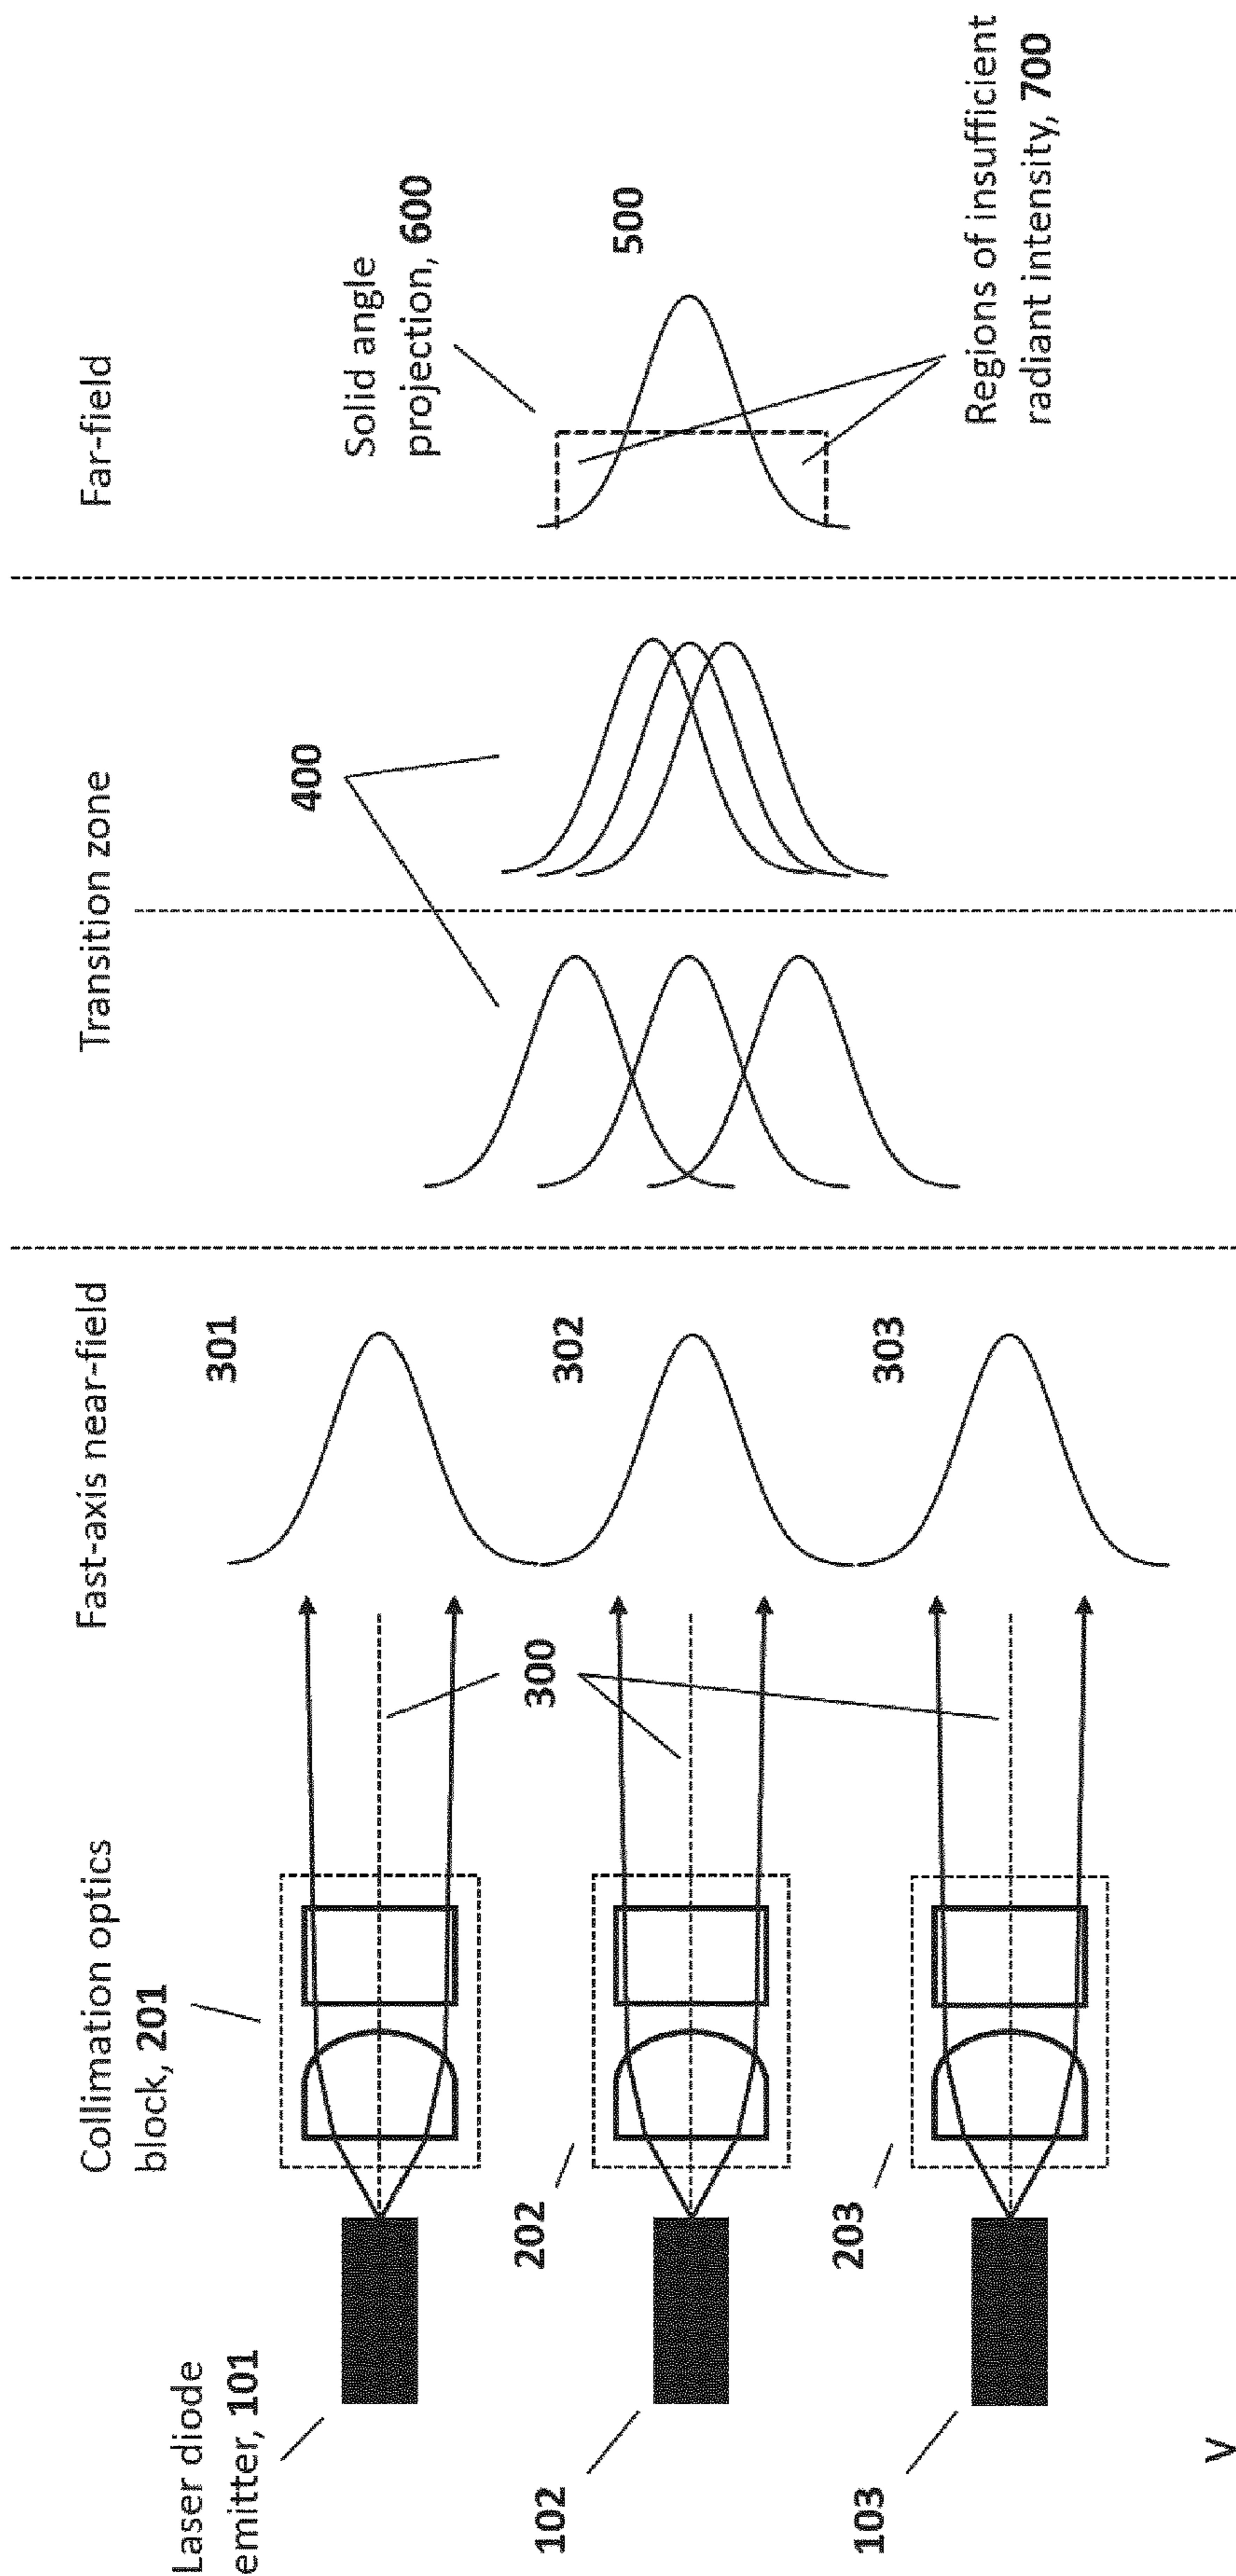 Laser diode
emitter, 101
Collimation optics
block, 201
Fast-axis near-field
Transition zone
Far-field
301
400
Solid angle
projection, 600
500
102
202
300
302
103
203
303
Regions of insufficient
radiant intensity, 700
A